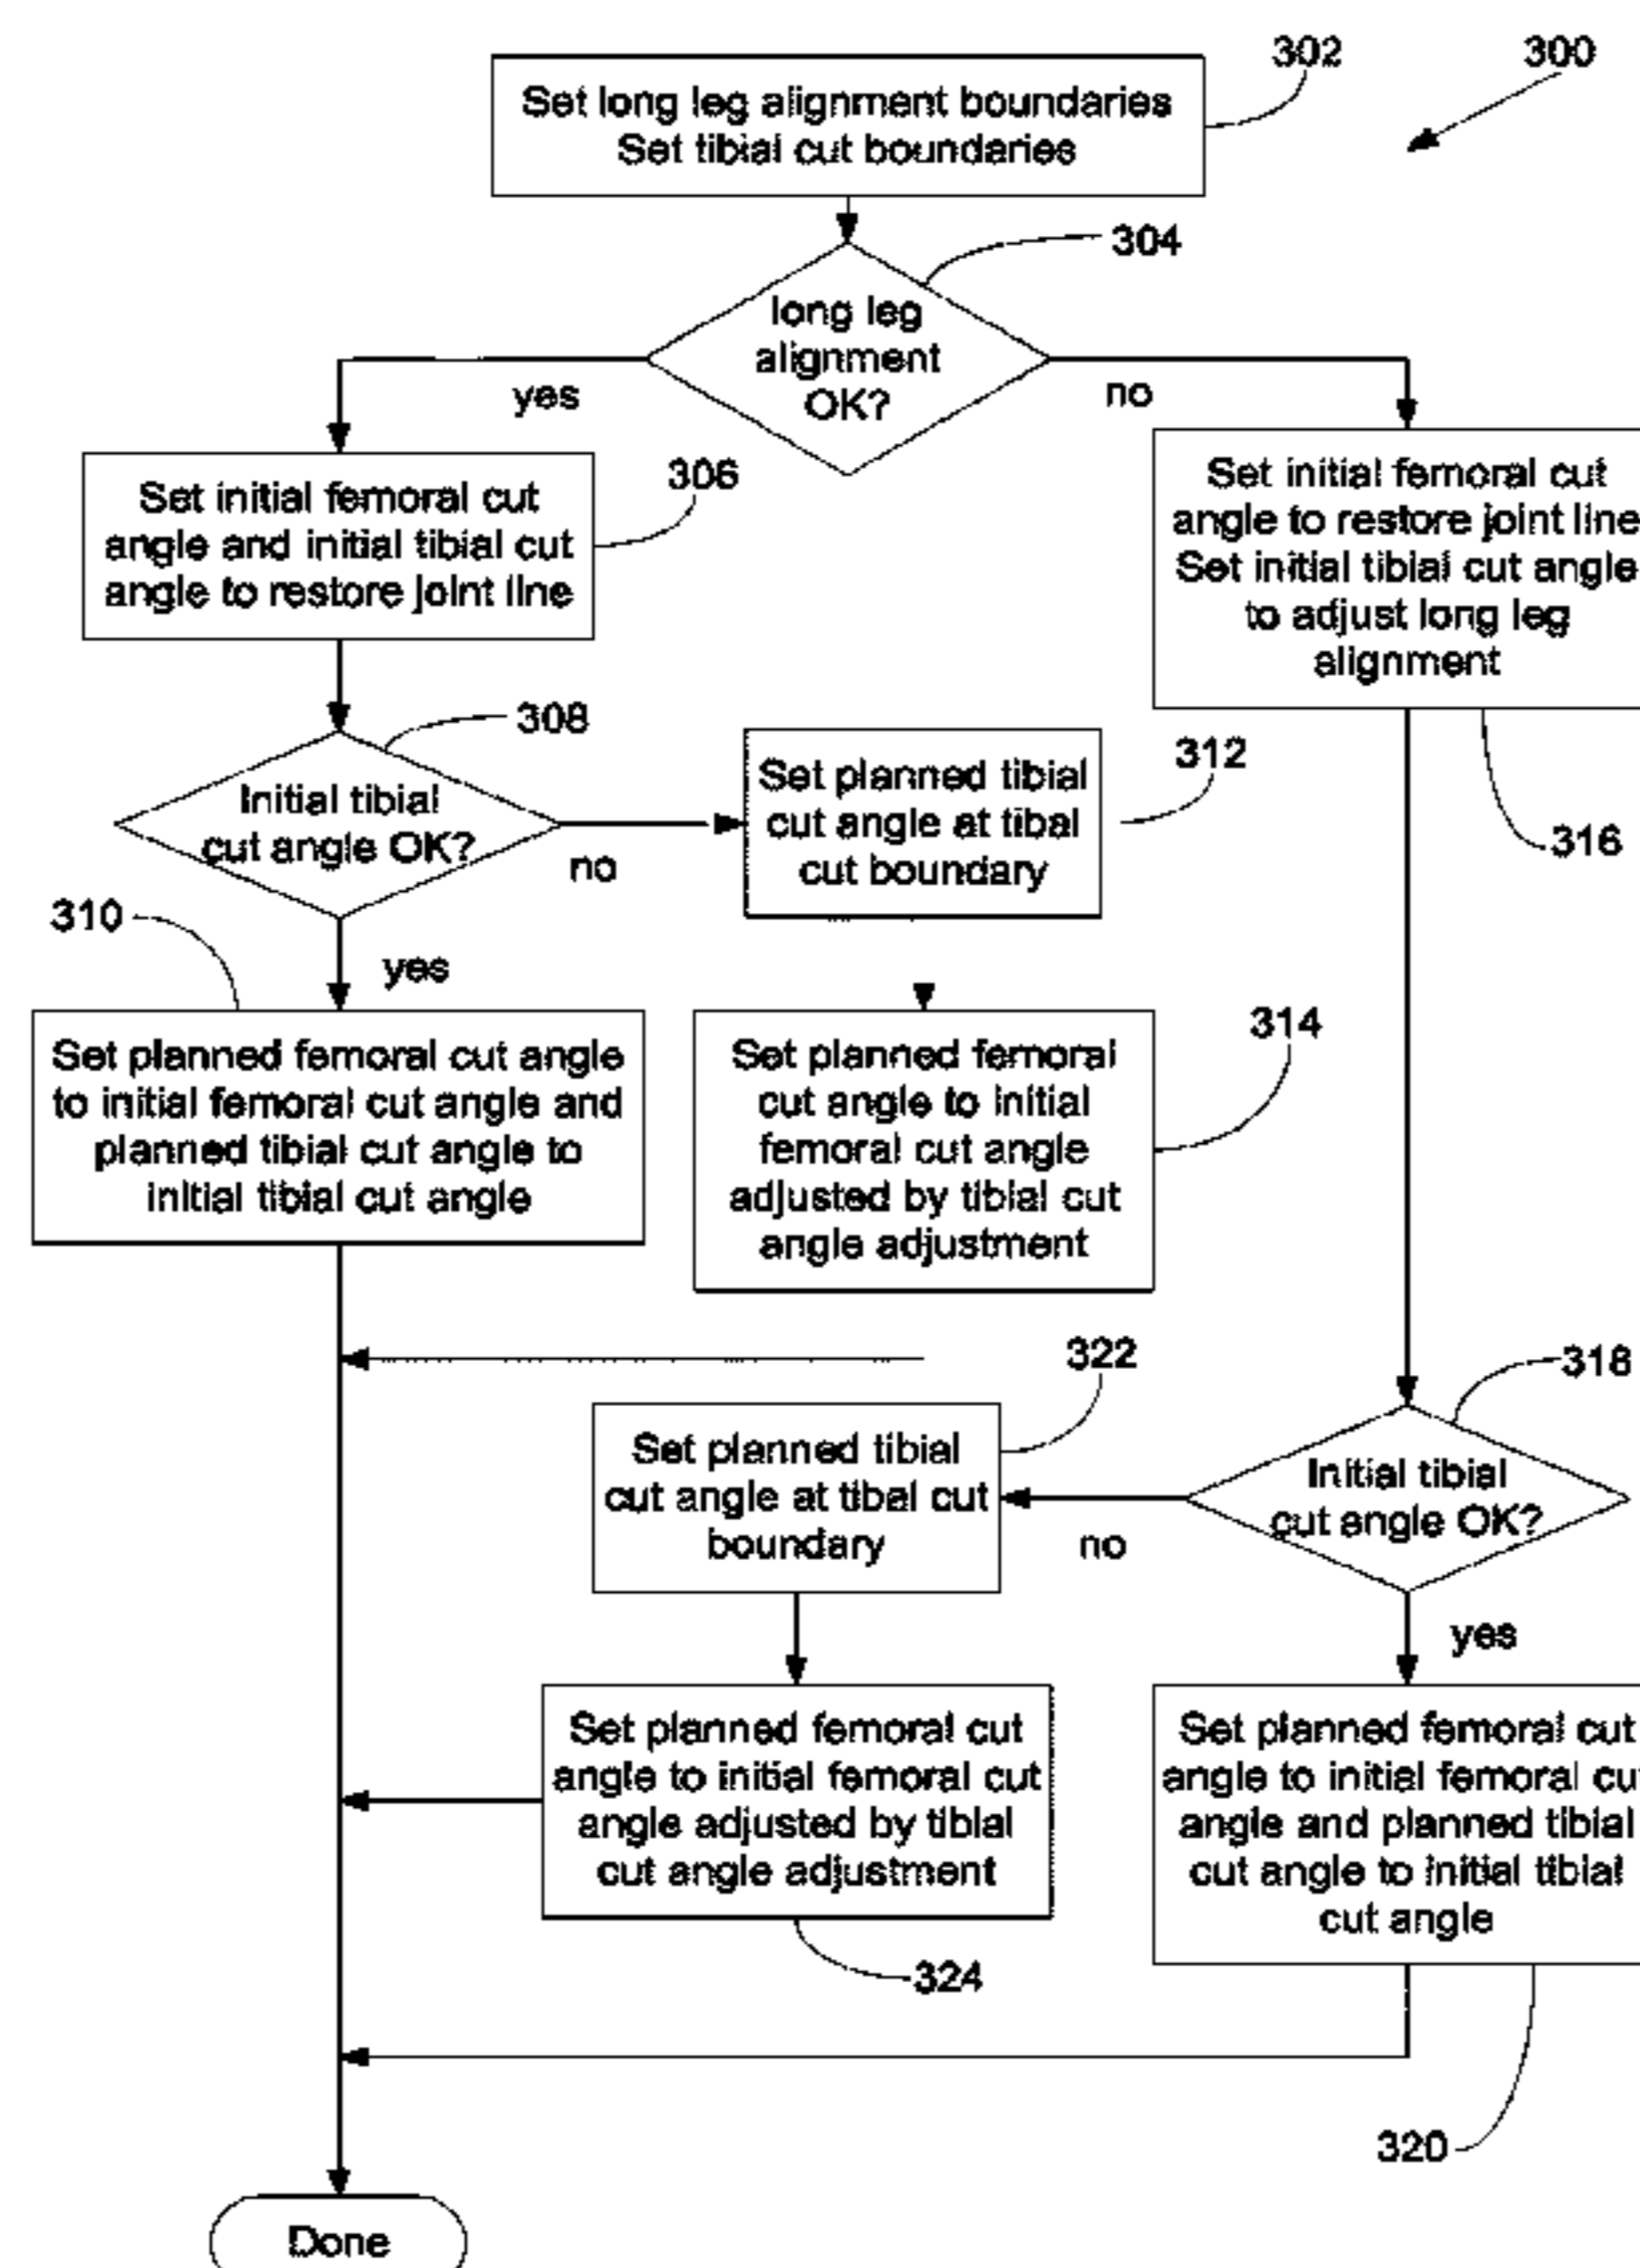 302
300
Set long leg alignment boundaries
Set tibial cut boundaries
304
long leg
alignment
OK?
yes
no
306
Set initial femoral cut
angle and initial tibial cut
angle to restore joint line
Set initial femoral cut
angle to restore joint line
Set initial tibial cut angle
to adjust long leg
alignment
308
312
316
Initial tibial
cut angle OK?
no
Set planned tibial
cut angle at tibal
cut boundary
310
yes
314
Set planned femoral cut angle
to initial femoral cut angle and
planned tibial cut angle to
initial tibial cut angle
Set planned femoral
cut angle to initial
femoral cut angle
adjusted by tibial cut
angle adjustment
322
318
Set planned tibial
cut angle at tibal cut
boundary
no
Initial tibial
cut angle OK?
yes
Set planned femoral cut
angle to initial femoral cut
angle adjusted by tibial
cut angle adjustment
Set planned femoral cut
angle to initial femoral cut
angle and planned tibial
cut angle to initial tibial
cut angle
324
320
Done